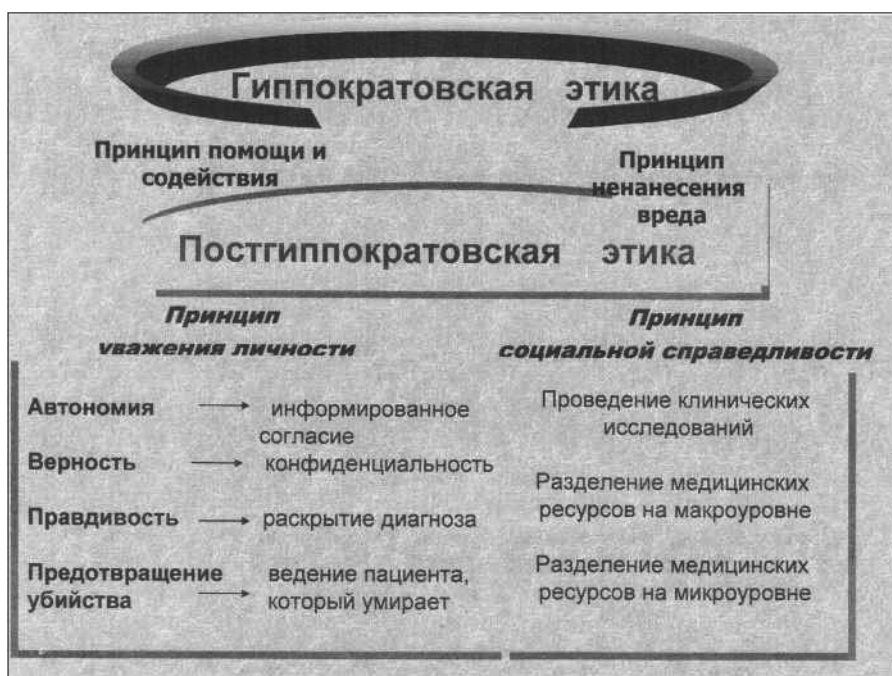 Гиппократовская этика
Принцип помощи и
содействия
Принцип
ненанесения
вреда
Постгиппократовская этика
Принцип
уважения личности
Принцип
социальной справедливости
Автономия → информированное
согласие
Верность → конфиденциальность
Правдивость → раскрытие диагноза
Предотвращение
убийства → ведение пациента,
который умирает
Проведение клинических
исследований
Разделение медицинских
ресурсов на макроуровне
Разделение медицинских
ресурсов на микроуровне